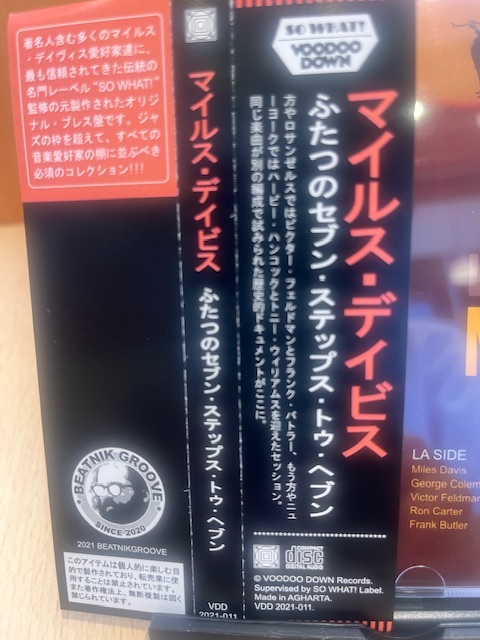 著名人含む多くのマイルス
・デイヴィス愛好家達に、
最も信頼されてきた伝統の
名門レーベル"SO WHAT!"
監修の元製作されたオリジ
ナル・プレス盤です。ジャ
ズの枠を超えて、すべての
音楽愛好家の棚に並ぶべき
必須のコレクション!!!
BEATNIK GROOVE
SINCE 2020
2021 BEATNIKGROOVE
このアイテムは個人的に楽しむ目
的で製作されており、転売業に使
用することは禁止されています。
また著作権法上、無断複製は固く
禁じられています。
マイルス・デイビス
ふたつのセブン・ステップス・トゥ・ヘブン
VDD
2021-011
SO WHAT!
VOODOO
DOWN
マイルス・デイビス
ふたつのセブン・ステップス・トゥ・ヘブン
方やロサンゼルスではビクター・フェルドマンとフランク・バトラー、もう方やニュ
ーヨークではハービー・ハンコックとトニー・ウィリアムスを迎えたセッション。
同じ楽曲が別の編成で試みられた歴史的ドキュメントがここに。
COMPACT
disc
DIGITAL AUDIO
© VOODOO DOWN Records.
Supervised by SO WHAT! Label.
Made in AGHARTA.
VDD 2021-011.
LA SIDE
Miles Davis
George Colem
Victor Feldma
Ron Carter
Frank Butler